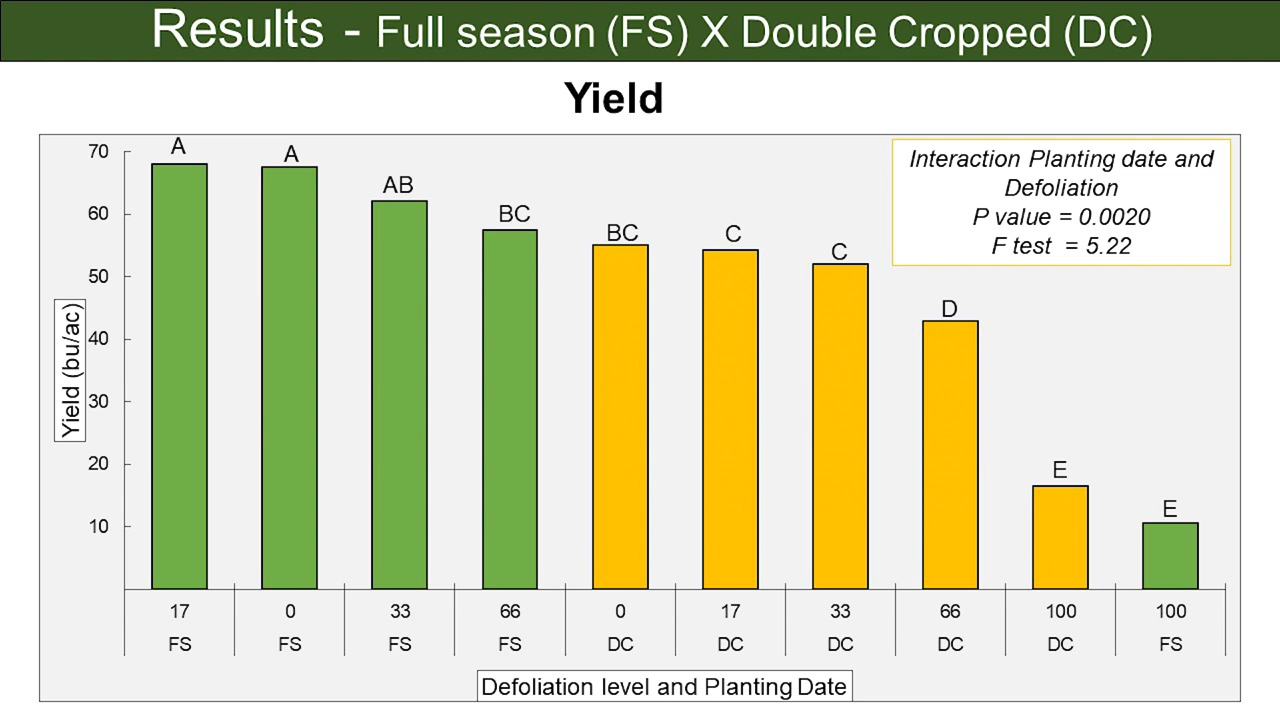 Results - Full season (FS) X Double Cropped (DC)
Yield
Interaction Planting date and
Defoliation
P value = 0.0020
F test = 5.22
Yield (bu/ac)
70
60
50
40
30
20
10
A
A
AB
BC
BC
C
C
D
E
E
17 0 33 66 0 17 33 66 100 100
FS FS FS FS DC DC DC DC DC FS
Defoliation level and Planting Date